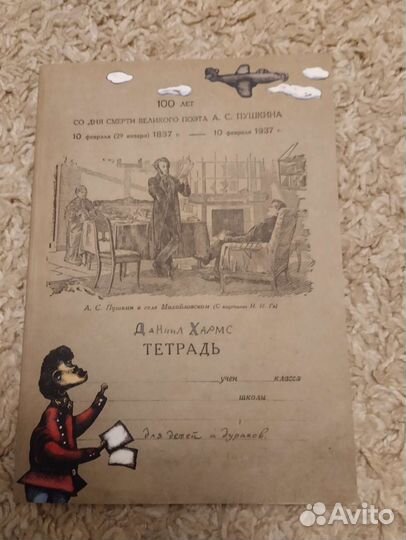 100 ЛЕТ
СО ДНЯ СМЕРТИ ВЕЛИКОГО ПОЭТА А. С. ПУШКИНА
10 февраля (29 января) 1837 г. — 10 февраля 1937 г.
А. С. Пушкин в селе Михайловском (С картины Н. Н. Ге)
Даниил Хармс
ТЕТРАДЬ
учен класса
школы
для детей и дураков.
Avito